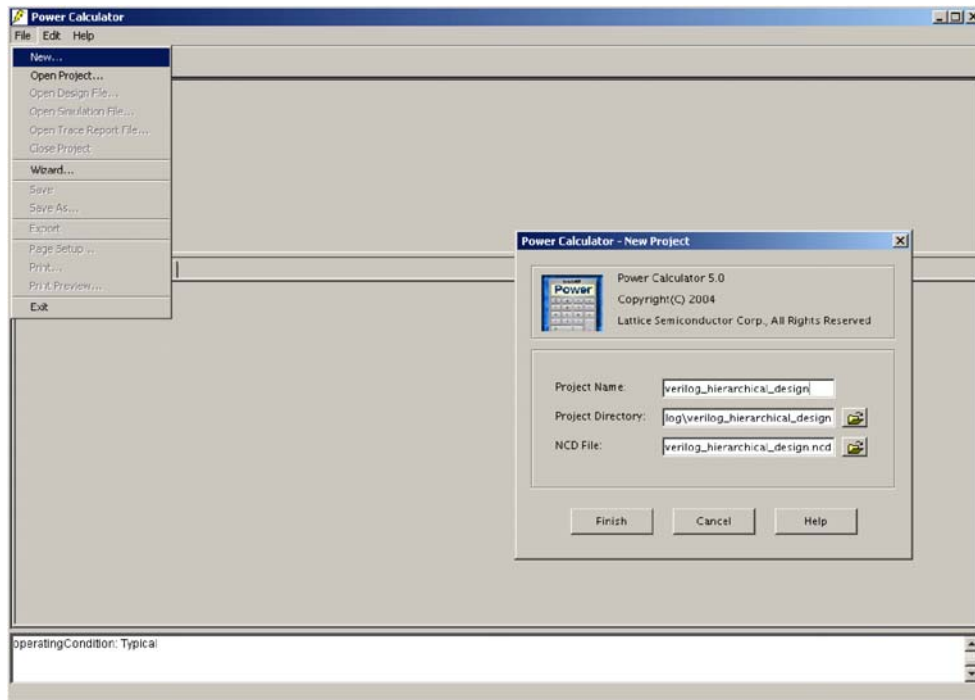 Power Calculator
File Edit Help
New...
Open Project...
Open Design File...
Open Simulation File...
Open Trace Report File...
Close Project
Wizard...
Save
Save As...
Export
Page Setup ..
Print...
Print Preview...
Exit
Power Calculator - New Project
Power
Power Calculator 5.0
Copyright(C) 2004
Lattice Semiconductor Corp., All Rights Reserved
Project Name: verilog_hierarchical_design
Project Directory: log\verilog_hierarchical_design
NCD File: verilog_hierarchical_design.ncd
Finish Cancel Help
operatingCondition: Typical